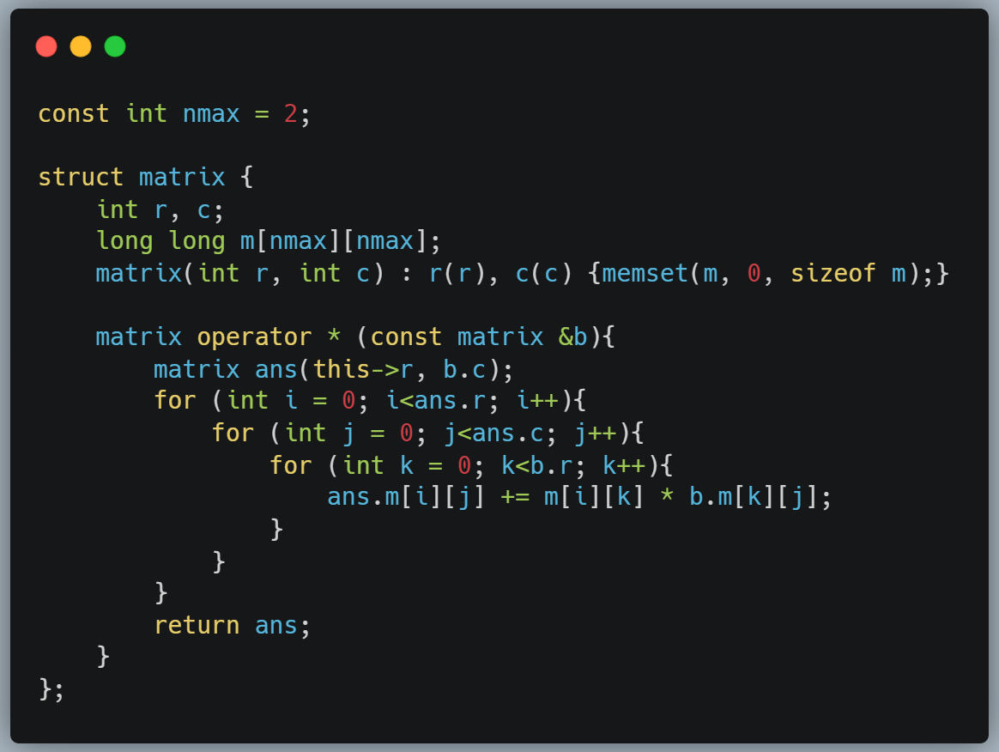 const int nmax = 2;
struct matrix {
    int r, c;
    long long m[nmax][nmax];
    matrix(int r, int c) : r(r), c(c) {memset(m, 0, sizeof m);}
    matrix operator * (const matrix &b){
        matrix ans(this->r, b.c);
        for (int i = 0; i<ans.r; i++){
            for (int j = 0; j<ans.c; j++){
                for (int k = 0; k<b.r; k++){
                    ans.m[i][j] += m[i][k] * b.m[k][j];
                }
            }
        }
        return ans;
    }
};